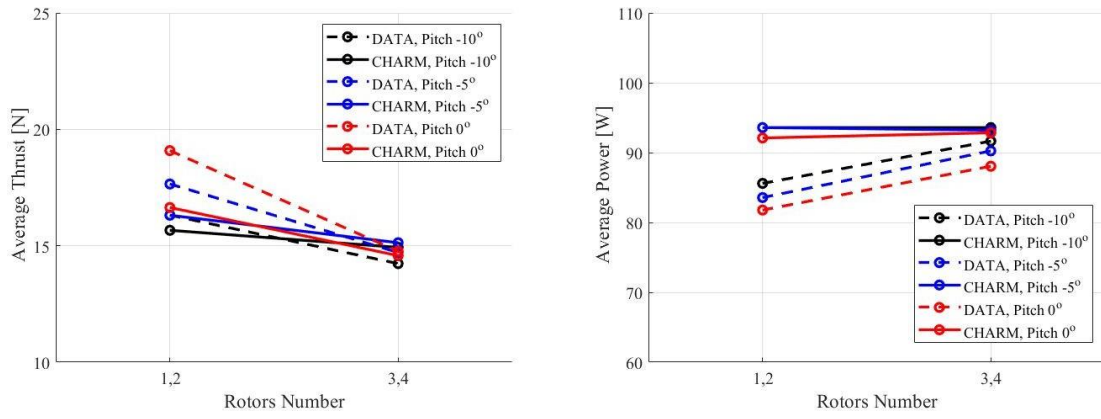 25
20
15
10
Average Thrust [N]
1,2
3,4
Rotors Number
DATA, Pitch -10°
CHARM, Pitch -10°
DATA, Pitch -5°
CHARM, Pitch -5°
DATA, Pitch 0°
CHARM, Pitch 0°
110
100
90
80
70
60
Average Power [W]
1,2
3,4
Rotors Number
DATA, Pitch -10°
CHARM, Pitch -10°
DATA, Pitch -5°
CHARM, Pitch -5°
DATA, Pitch 0°
CHARM, Pitch 0°